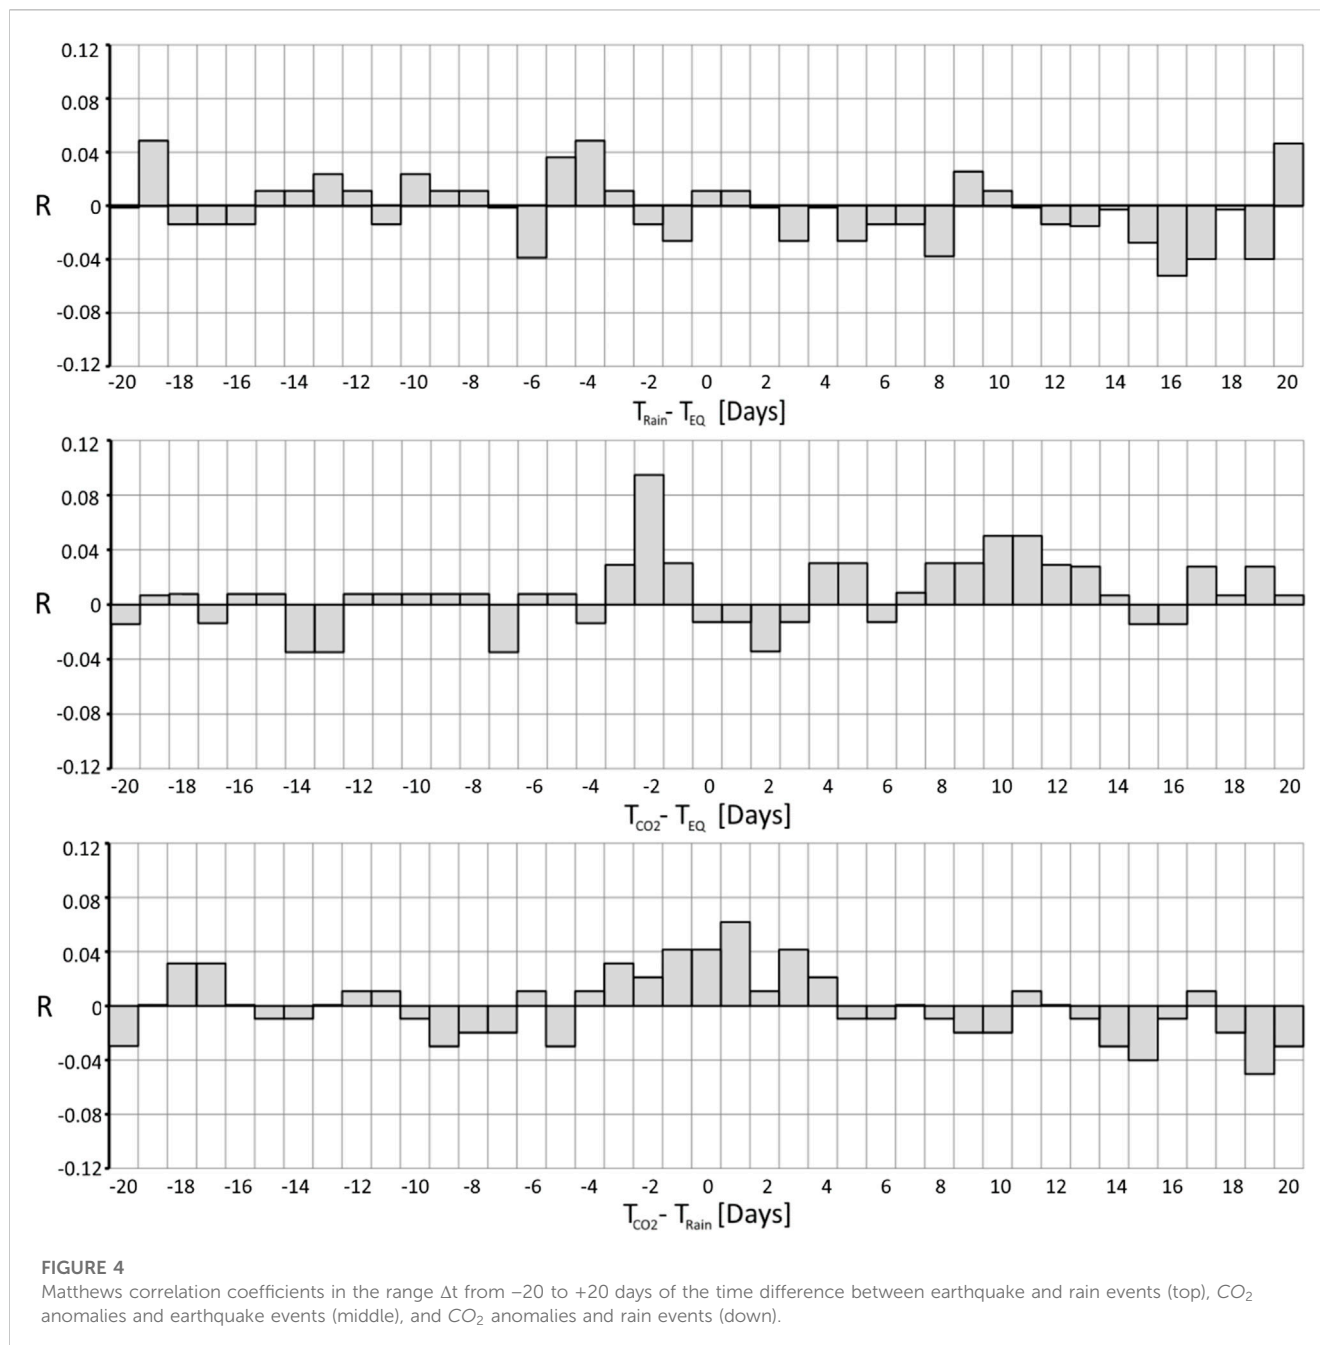 0.12
0.08
0.04
R
0
-0.04
-0.08
-0.12
-20 -18 -16 -14 -12 -10 -8 -6 -4 -2 0 2 4 6 8 10 12 14 16 18 20
TRain- TEQ [Days]
0.12
0.08
0.04
R
0
-0.04
-0.08
-0.12
-20 -18 -16 -14 -12 -10 -8 -6 -4 -2 0 2 4 6 8 10 12 14 16 18 20
TCO2- TEQ [Days]
0.12
0.08
0.04
R
0
-0.04
-0.08
-0.12
-20 -18 -16 -14 -12 -10 -8 -6 -4 -2 0 2 4 6 8 10 12 14 16 18 20
TCO2- TRain [Days]
FIGURE 4
Matthews correlation coefficients in the range Δt from −20 to +20 days of the time difference between earthquake and rain events (top), CO2
anomalies and earthquake events (middle), and CO2 anomalies and rain events (down).